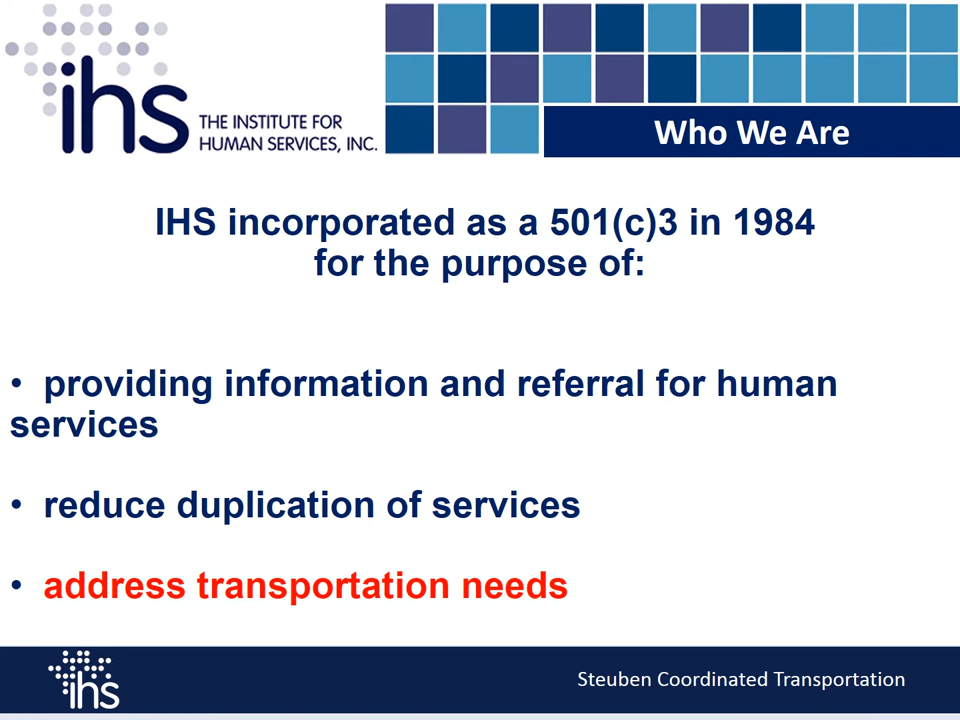 ihs THE INSTITUTE FOR
HUMAN SERVICES, INC.
Who We Are
IHS incorporated as a 501(c)3 in 1984
for the purpose of:
• providing information and referral for human
services
• reduce duplication of services
• address transportation needs
ihs
Steuben Coordinated Transportation